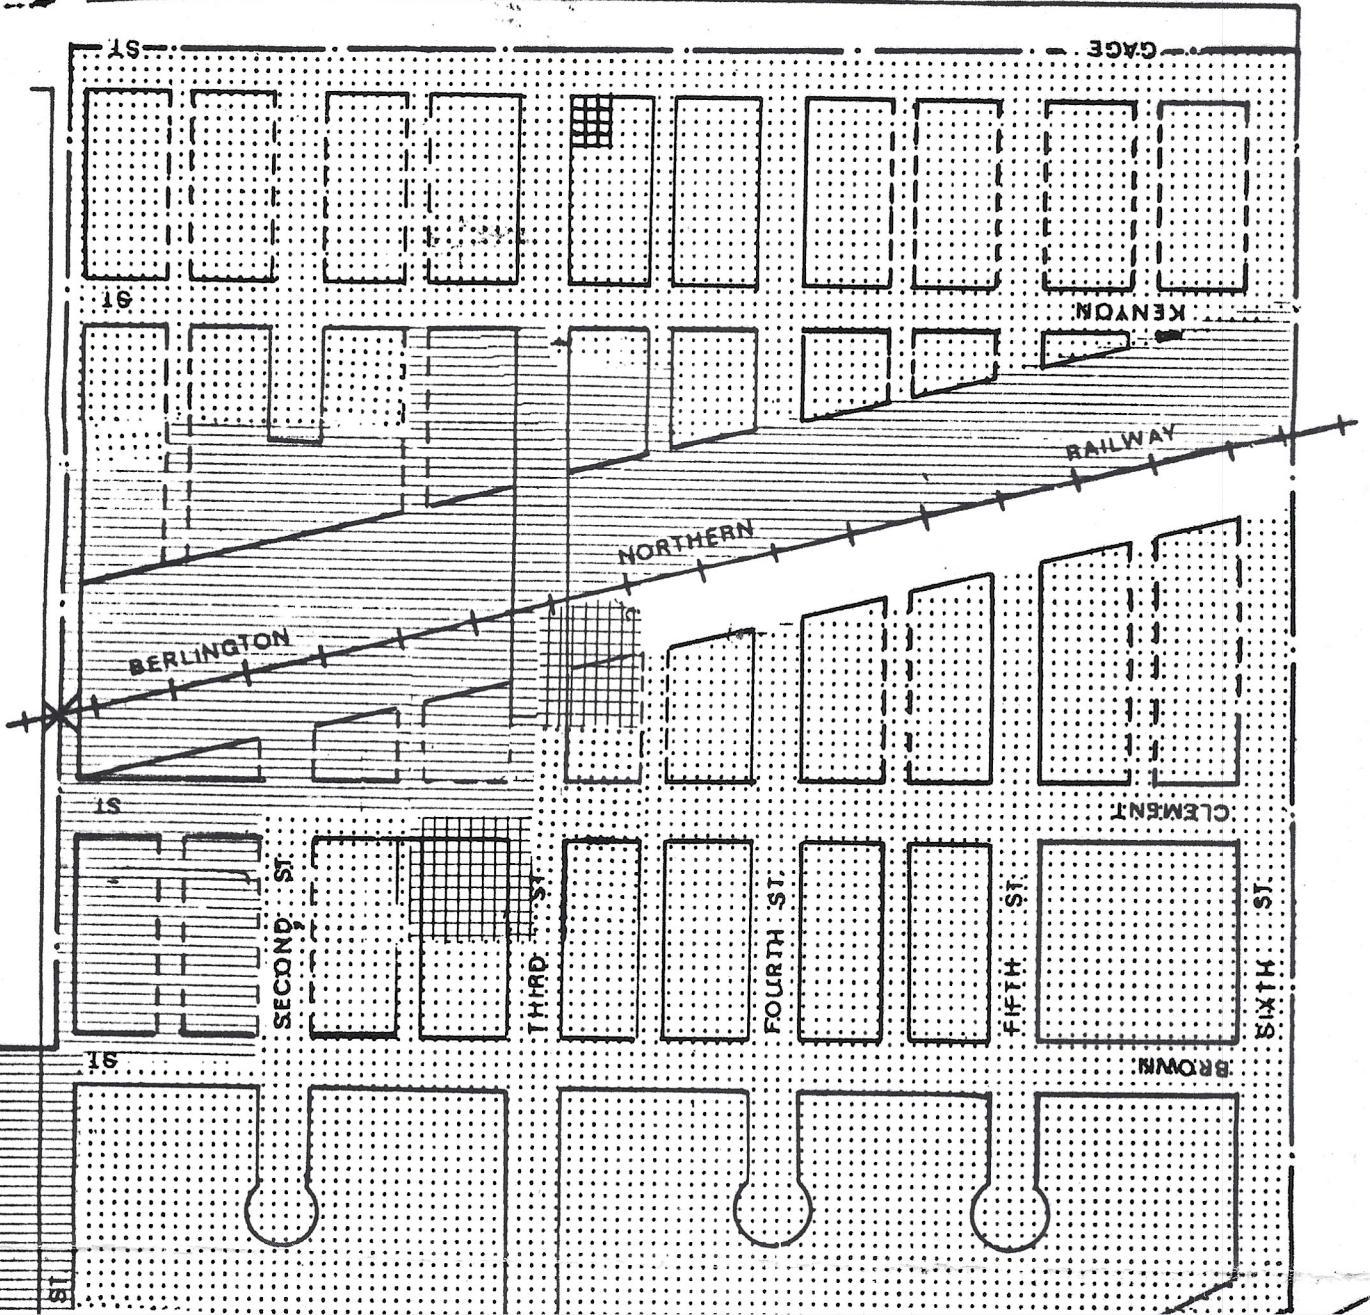 ST
GAGE
ST
KENYON
BERLINGTON NORTHERN RAILWAY
ST
CLEMENT
SECOND ST
THIRD ST
FOURTH ST.
FIFTH ST.
SIXTH ST.
ST
BROWN
ST